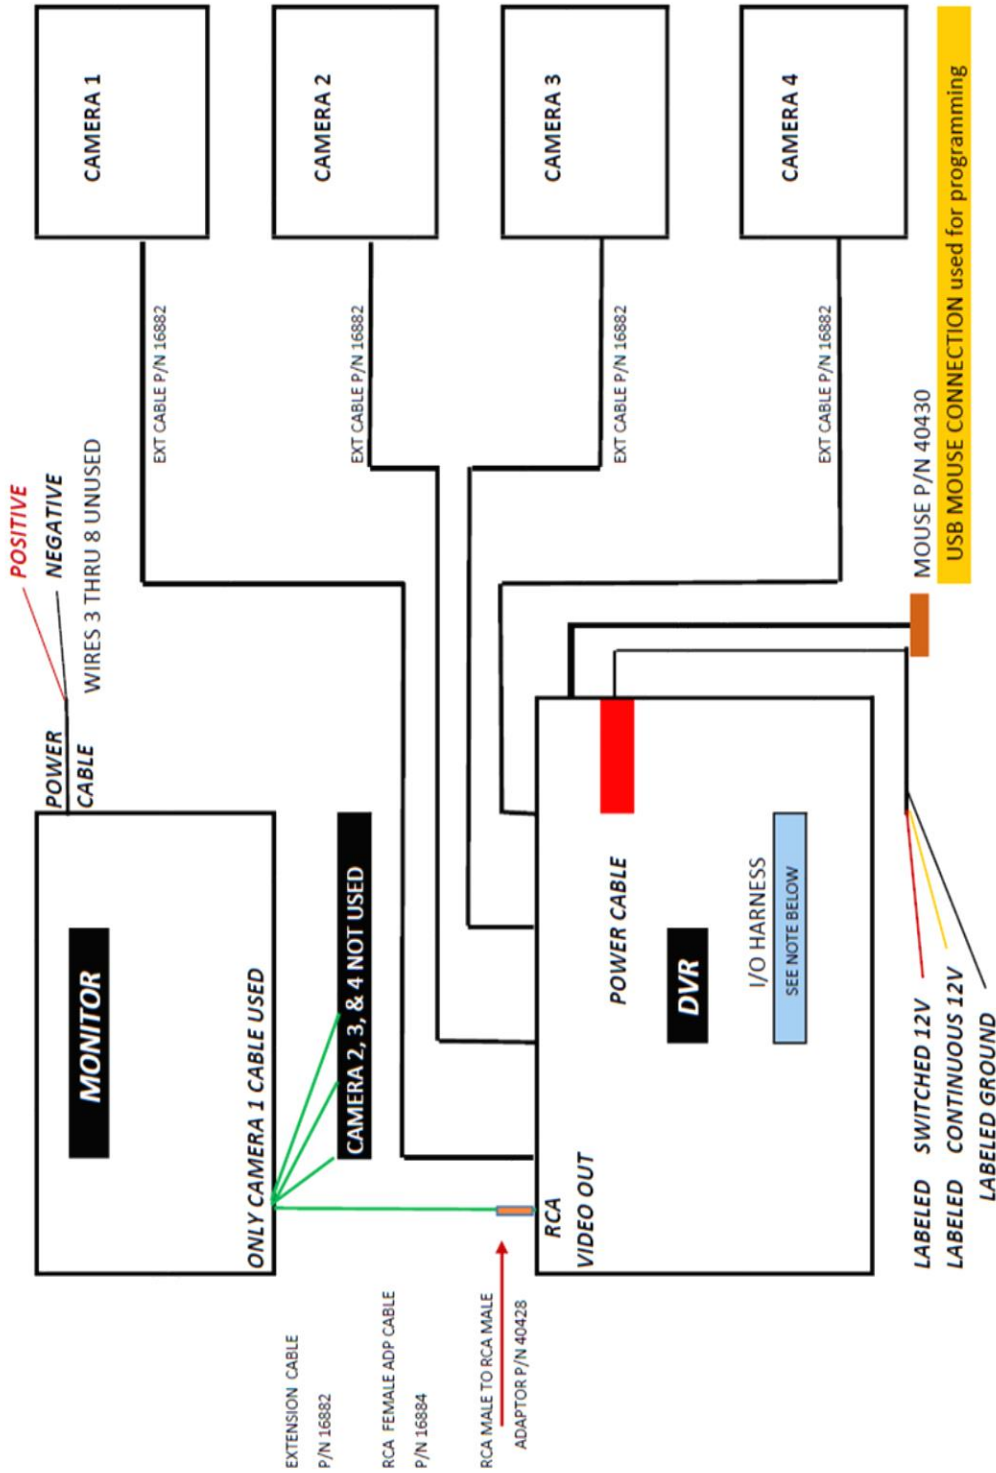 MONITOR
POWER
CABLE
POSITIVE
NEGATIVE
WIRES 3 THRU 8 UNUSED
CAMERA 1
EXT CABLE P/N 16882
ONLY CAMERA 1 CABLE USED
CAMERA 2
EXT CABLE P/N 16882
EXTENSION CABLE
P/N 16882
CAMERA 2, 3, & 4 NOT USED
RCA FEMALE ADP CABLE
P/N 16884
RCA MALE TO RCA MALE
ADAPTOR P/N 40428
CAMERA 3
EXT CABLE P/N 16882
RCA
VIDEO OUT
POWER CABLE
DVR
I/O HARNESS
SEE NOTE BELOW
CAMERA 4
EXT CABLE P/N 16882
MOUSE P/N 40430
USB MOUSE CONNECTION used for programming
LABELED SWITCHED 12V
LABELED CONTINUOUS 12V
LABELED GROUND